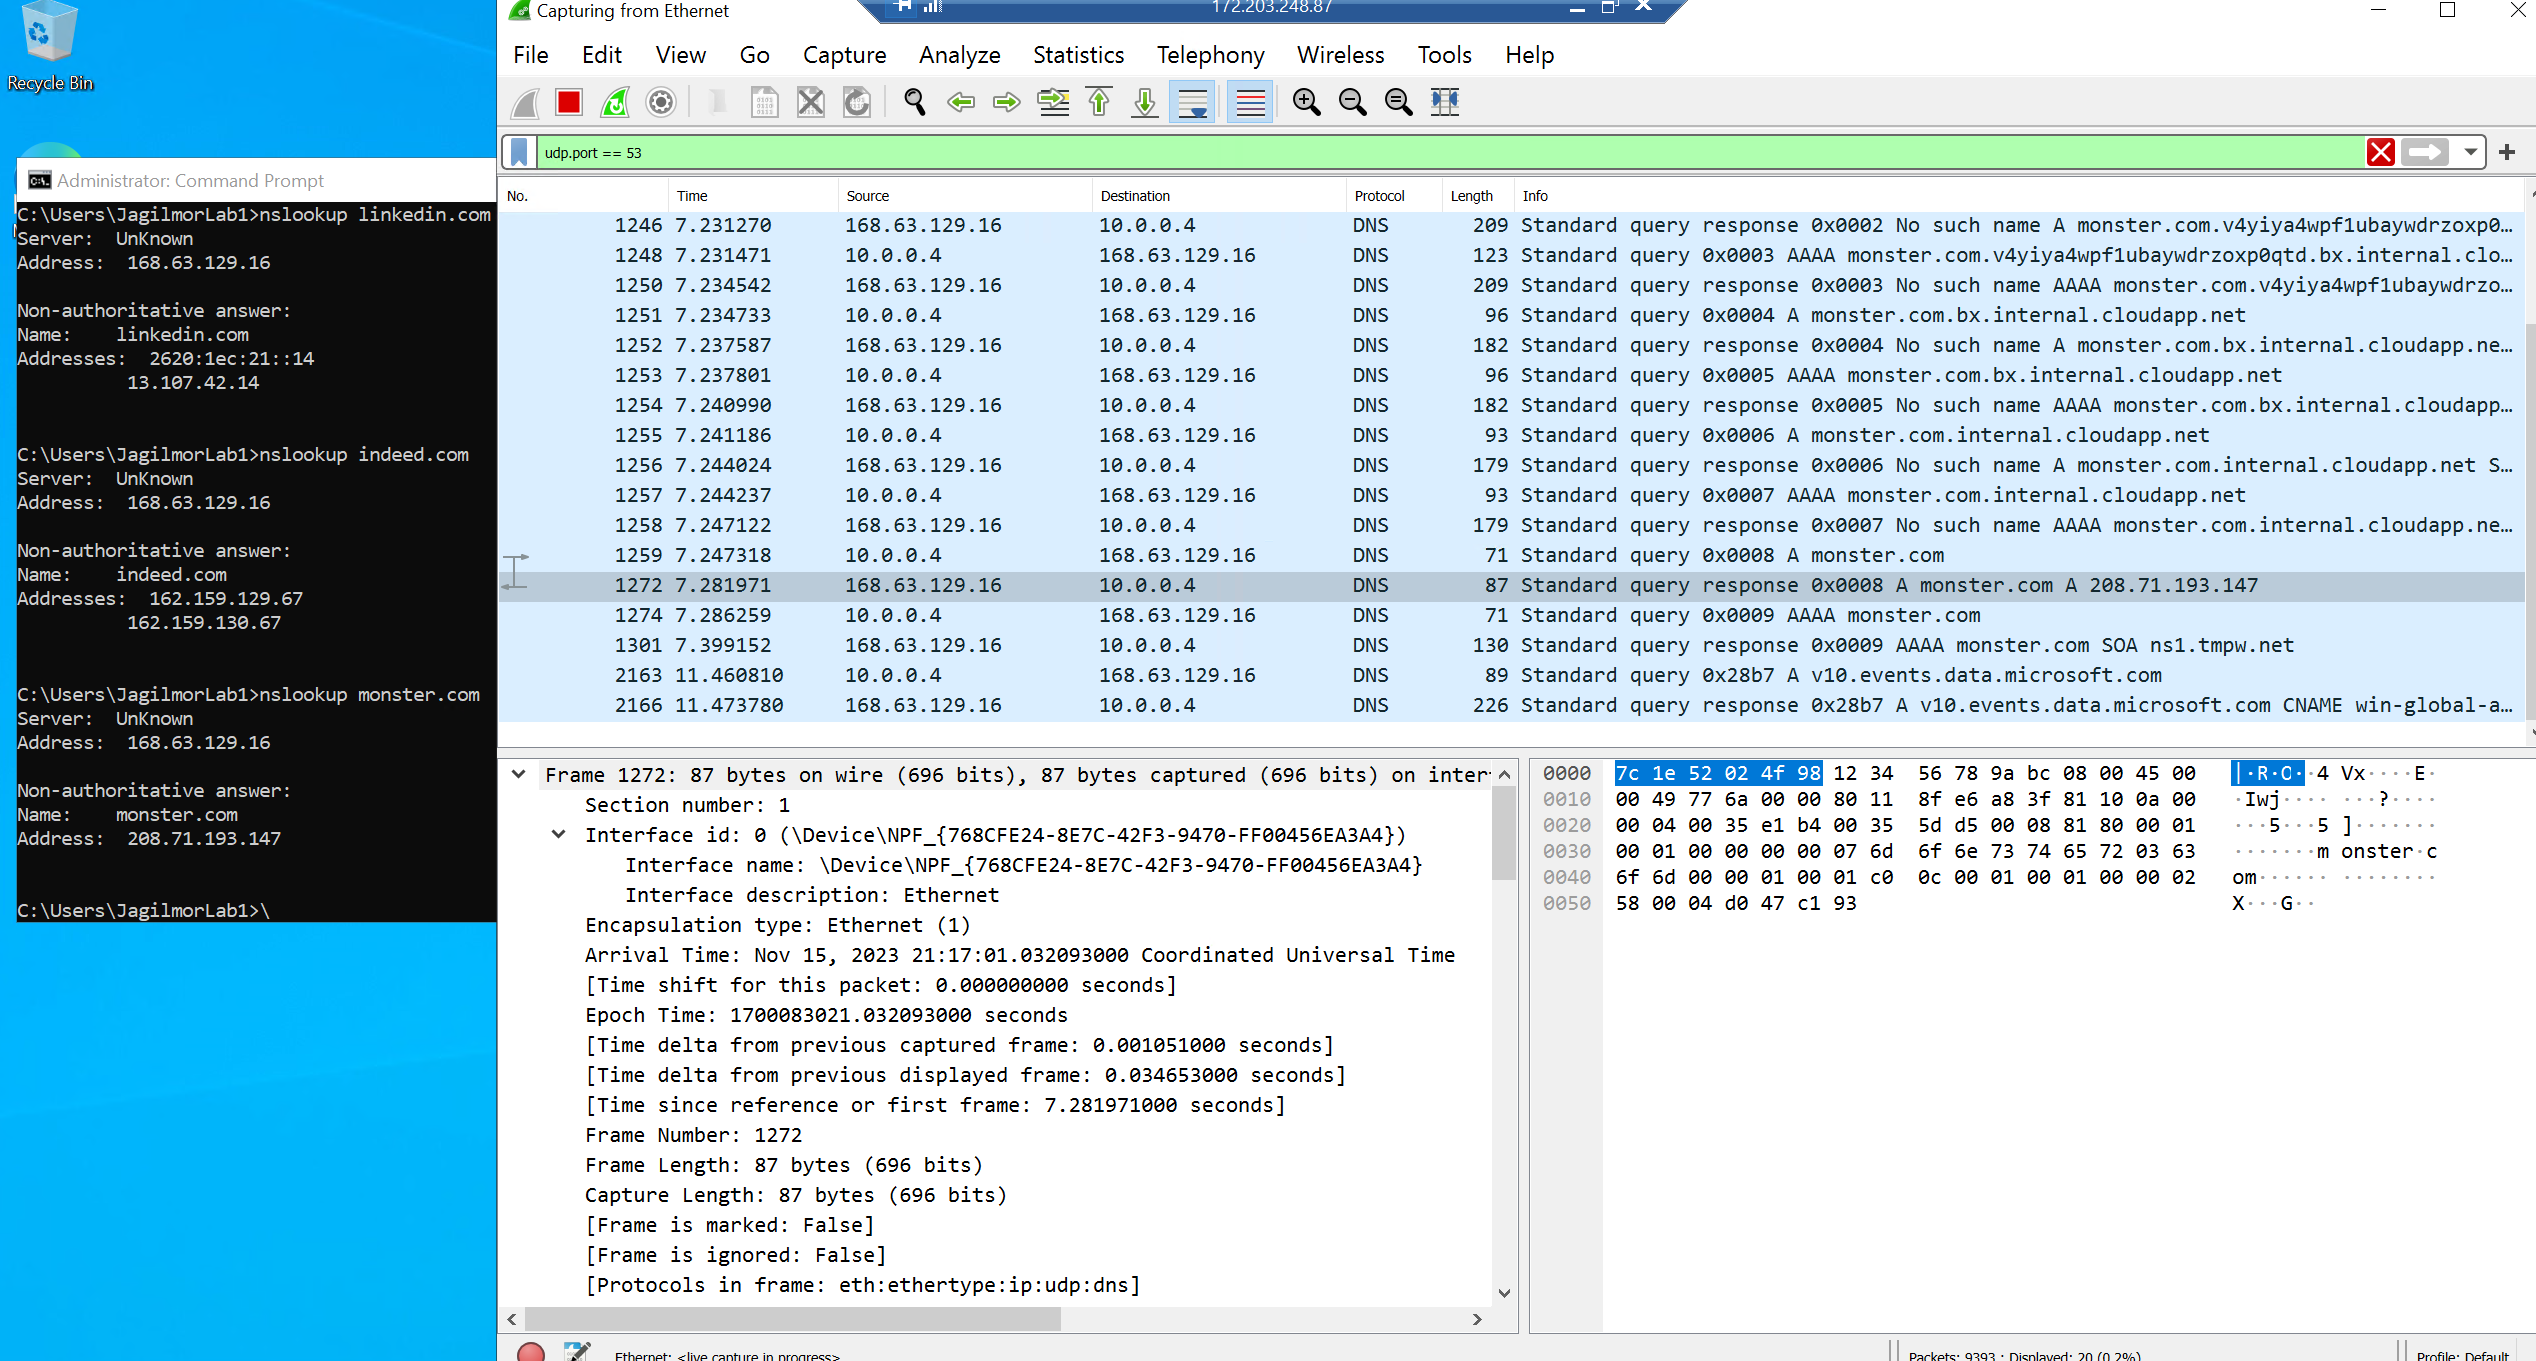 Recycle Bin
Administrator: Command Prompt
C:\Users\JagilmorLab1>nslookup linkedin.com
Server:  UnKnown
Address:  168.63.129.16
Non-authoritative answer:
Name:    linkedin.com
Addresses:  2620:1ec:21::14
13.107.42.14
C:\Users\JagilmorLab1>nslookup indeed.com
Server:  UnKnown
Address:  168.63.129.16
Non-authoritative answer:
Name:    indeed.com
Addresses:  162.159.129.67
162.159.130.67
C:\Users\JagilmorLab1>nslookup monster.com
Server:  UnKnown
Address:  168.63.129.16
Non-authoritative answer:
Name:    monster.com
Address:  208.71.193.147
C:\Users\JagilmorLab1>\
Capturing from Ethernet
172.203.248.87
File Edit View Go Capture Analyze Statistics Telephony Wireless Tools Help
udp.port == 53
No. Time Source Destination Protocol Length Info
1246 7.231270 168.63.129.16 10.0.0.4 DNS 209 Standard query response 0x0002 No such name A monster.com.v4yiya4wpf1ubaywdrzoxp0…
1248 7.231471 10.0.0.4 168.63.129.16 DNS 123 Standard query 0x0003 AAAA monster.com.v4yiya4wpf1ubaywdrzoxp0qtd.bx.internal.clo…
1250 7.234542 168.63.129.16 10.0.0.4 DNS 209 Standard query response 0x0003 No such name AAAA monster.com.v4yiya4wpf1ubaywdrzo…
1251 7.234733 10.0.0.4 168.63.129.16 DNS 96 Standard query 0x0004 A monster.com.bx.internal.cloudapp.net
1252 7.237587 168.63.129.16 10.0.0.4 DNS 182 Standard query response 0x0004 No such name A monster.com.bx.internal.cloudapp.ne…
1253 7.237801 10.0.0.4 168.63.129.16 DNS 96 Standard query 0x0005 AAAA monster.com.bx.internal.cloudapp.net
1254 7.240990 168.63.129.16 10.0.0.4 DNS 182 Standard query response 0x0005 No such name AAAA monster.com.bx.internal.cloudapp…
1255 7.241186 10.0.0.4 168.63.129.16 DNS 93 Standard query 0x0006 A monster.com.internal.cloudapp.net
1256 7.244024 168.63.129.16 10.0.0.4 DNS 179 Standard query response 0x0006 No such name A monster.com.internal.cloudapp.net S…
1257 7.244237 10.0.0.4 168.63.129.16 DNS 93 Standard query 0x0007 AAAA monster.com.internal.cloudapp.net
1258 7.247122 168.63.129.16 10.0.0.4 DNS 179 Standard query response 0x0007 No such name AAAA monster.com.internal.cloudapp.ne…
1259 7.247318 10.0.0.4 168.63.129.16 DNS 71 Standard query 0x0008 A monster.com
1272 7.281971 168.63.129.16 10.0.0.4 DNS 87 Standard query response 0x0008 A monster.com A 208.71.193.147
1274 7.286259 10.0.0.4 168.63.129.16 DNS 71 Standard query 0x0009 AAAA monster.com
1301 7.399152 168.63.129.16 10.0.0.4 DNS 130 Standard query response 0x0009 AAAA monster.com SOA ns1.tmpw.net
2163 11.460810 10.0.0.4 168.63.129.16 DNS 89 Standard query 0x28b7 A v10.events.data.microsoft.com
2166 11.473780 168.63.129.16 10.0.0.4 DNS 226 Standard query response 0x28b7 A v10.events.data.microsoft.com CNAME win-global-a…
Frame 1272: 87 bytes on wire (696 bits), 87 bytes captured (696 bits) on inter
Section number: 1
Interface id: 0 (\Device\NPF_{768CFE24-8E7C-42F3-9470-FF00456EA3A4})
Interface name: \Device\NPF_{768CFE24-8E7C-42F3-9470-FF00456EA3A4}
Interface description: Ethernet
Encapsulation type: Ethernet (1)
Arrival Time: Nov 15, 2023 21:17:01.032093000 Coordinated Universal Time
[Time shift for this packet: 0.000000000 seconds]
Epoch Time: 1700083021.032093000 seconds
[Time delta from previous captured frame: 0.001051000 seconds]
[Time delta from previous displayed frame: 0.034653000 seconds]
[Time since reference or first frame: 7.281971000 seconds]
Frame Number: 1272
Frame Length: 87 bytes (696 bits)
Capture Length: 87 bytes (696 bits)
[Frame is marked: False]
[Frame is ignored: False]
[Protocols in frame: eth:ethertype:ip:udp:dns]
0000 7c 1e 52 02 4f 98 12 34 56 78 9a bc 08 00 45 00 |·R·O··4 Vx····E·
0010 00 49 77 6a 00 00 80 11 8f e6 a8 3f 81 10 0a 00 ·Iwj···· ···?····
0020 00 04 00 35 e1 b4 00 35 5d d5 00 08 81 80 00 01 ···5···5 ]·······
0030 00 01 00 00 00 00 07 6d 6f 6e 73 74 65 72 03 63 ·······m onster·c
0040 6f 6d 00 00 01 00 01 c0 0c 00 01 00 01 00 00 02 om······ ········
0050 58 00 04 d0 47 c1 93 X···G··
Ethernet: <live capture in progress>
Packets: 9393 · Displayed: 20 (0.2%)
Profile: Default